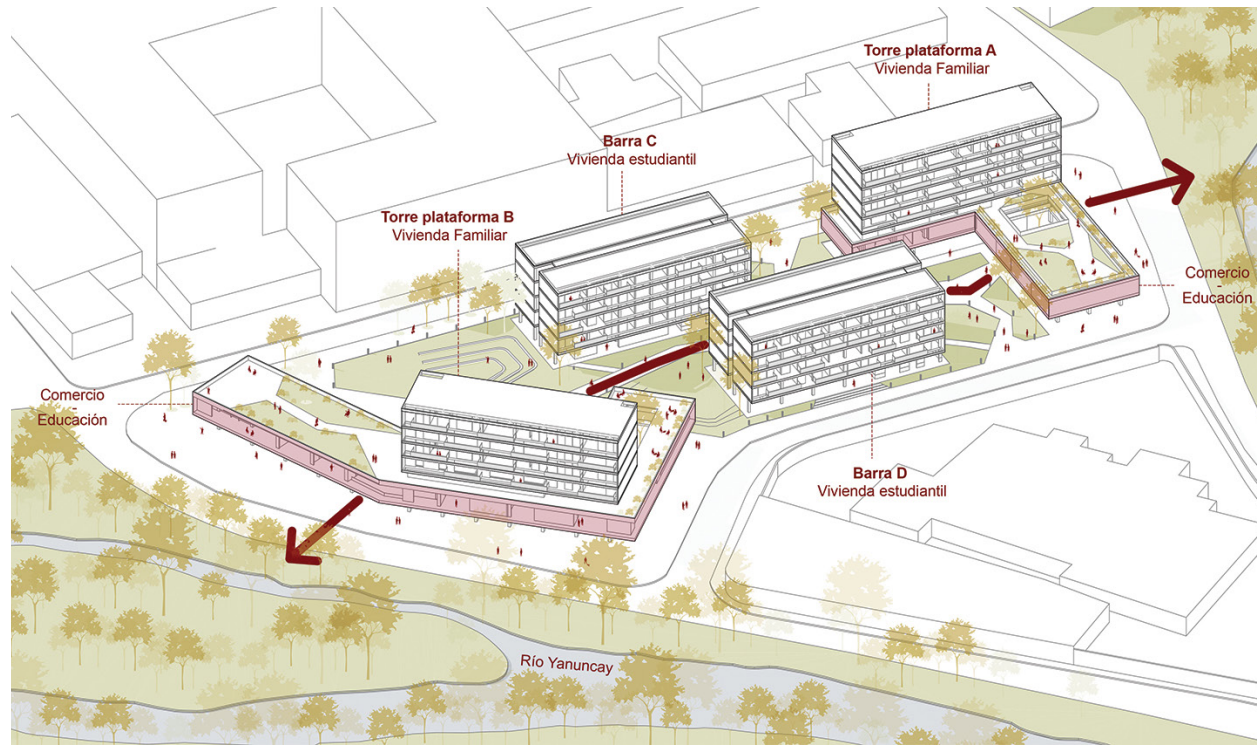 Torre plataforma A
Vivienda Familiar
Barra C
Vivienda estudiantil
Torre plataforma B
Vivienda Familiar
Comercio
-
Educación
Comercio
-
Educación
Barra D
Vivienda estudiantil
Río Yanuncay